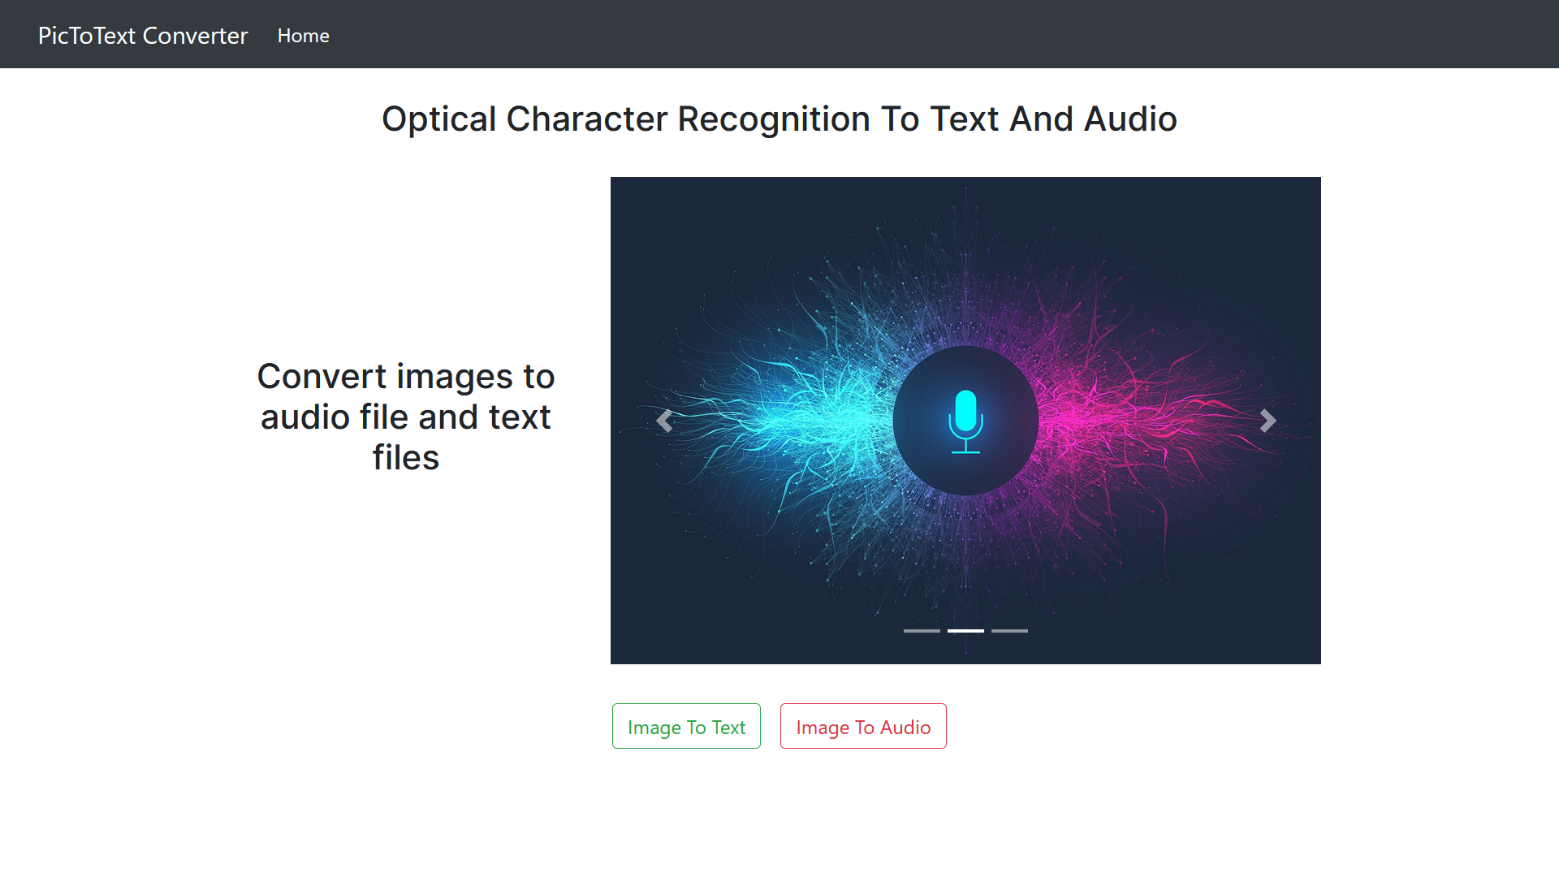 PicToText Converter Home
Optical Character Recognition To Text And Audio
Convert images to
audio file and text
files
Image To Text Image To Audio